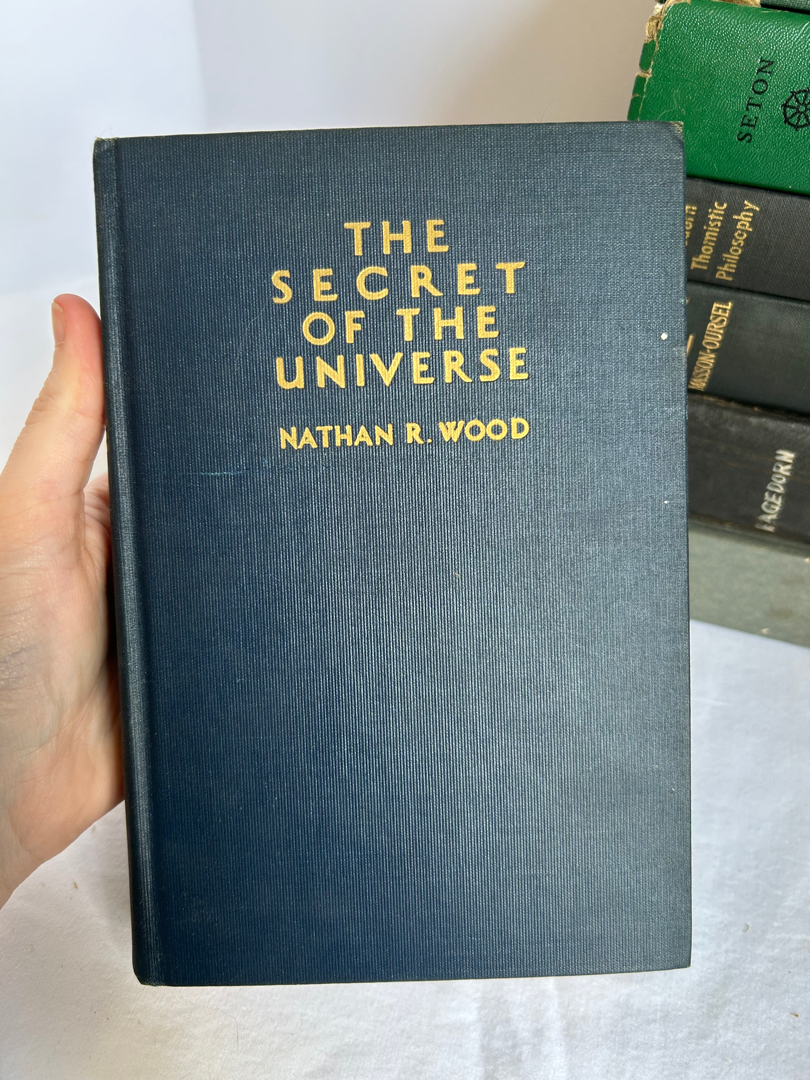 THE
SECRET
OF THE
UNIVERSE
NATHAN R. WOOD
SETON
Thomistic
Philosophy
MASSON-OURSEL
HAGEDORN